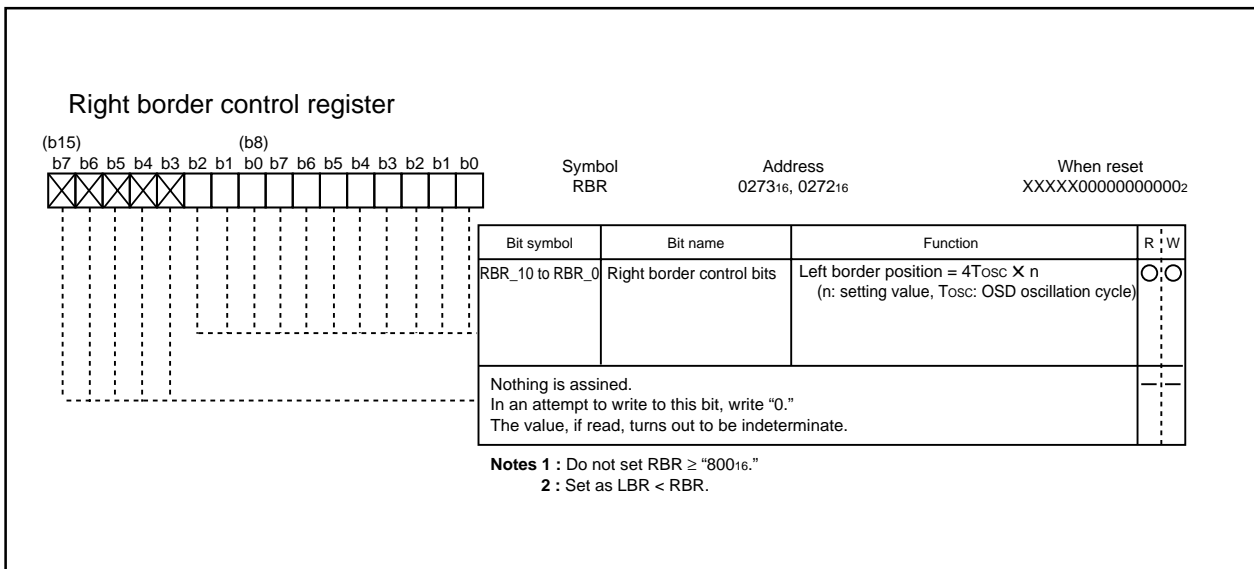 Right border control register
(b15) (b8)
b7 b6 b5 b4 b3 b2 b1 b0 b7 b6 b5 b4 b3 b2 b1 b0
Symbol Address When reset
RBR 027316, 027216 XXXXX000000000002
Bit symbol Bit name Function R W
RBR_10 to RBR_0 Right border control bits Left border position = 4TOSC X n
(n: setting value, TOSC: OSD oscillation cycle)
Nothing is assined.
In an attempt to write to this bit, write “0.”
The value, if read, turns out to be indeterminate.
Notes 1 : Do not set RBR ≥ “80016.”
2 : Set as LBR < RBR.